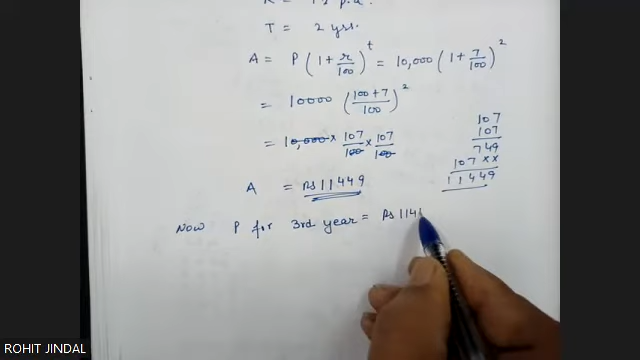 T = 2 yrs.
A = P(1 + r/100)^t = 10,000(1 + 7/100)^2
= 10000 (100+7/100)^2
= 10,000 × 107/100 × 107/100
A = Rs 11449
107
107
749
107××
11449
Now P for 3rd year = Rs 114
ROHIT JINDAL